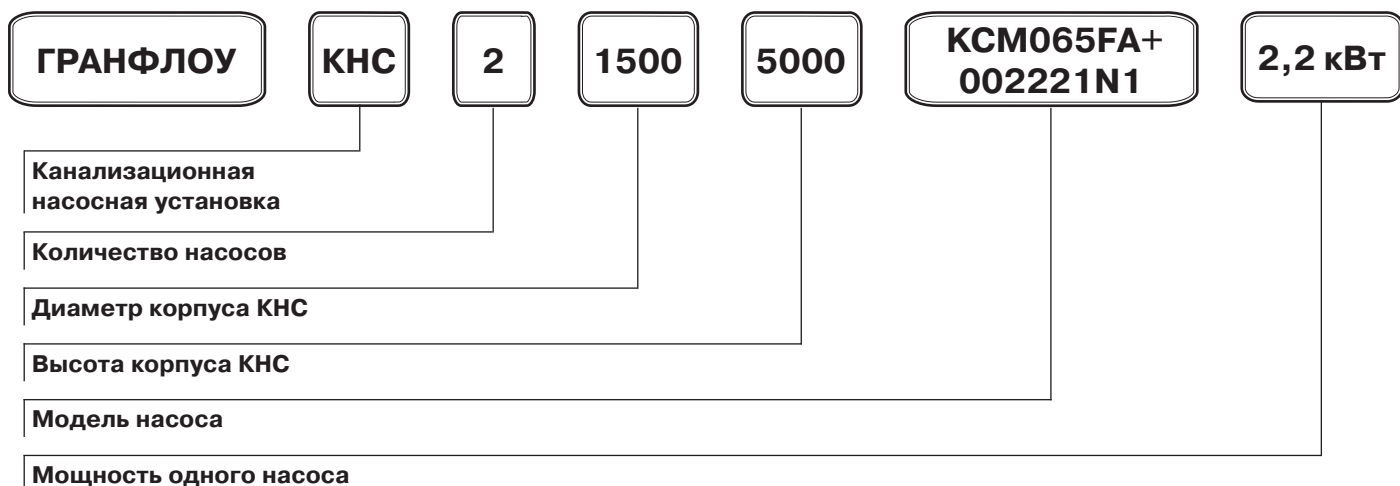 ГРАНФЛОУ КНС 2 1500 5000 KCM065FA+ 2,2 кВт
002221N1
Канализационная
насосная установка
Количество насосов
Диаметр корпуса КНС
Высота корпуса КНС
Модель насоса
Мощность одного насоса